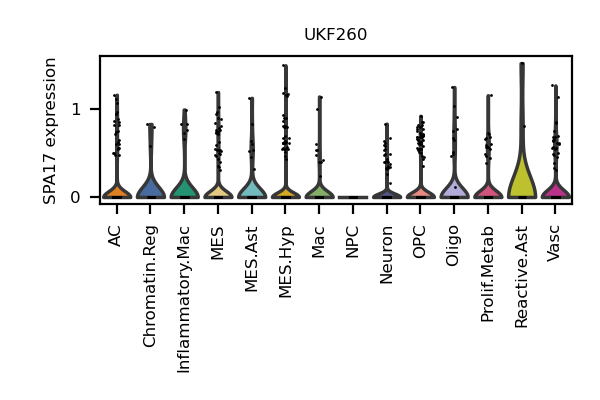 UKF260
SPA17 expression
1
0
AC
Chromatin.Reg
Inflammatory.Mac
MES
MES.Ast
MES.Hyp
Mac
NPC
Neuron
OPC
Oligo
Prolif.Metab
Reactive.Ast
Vasc